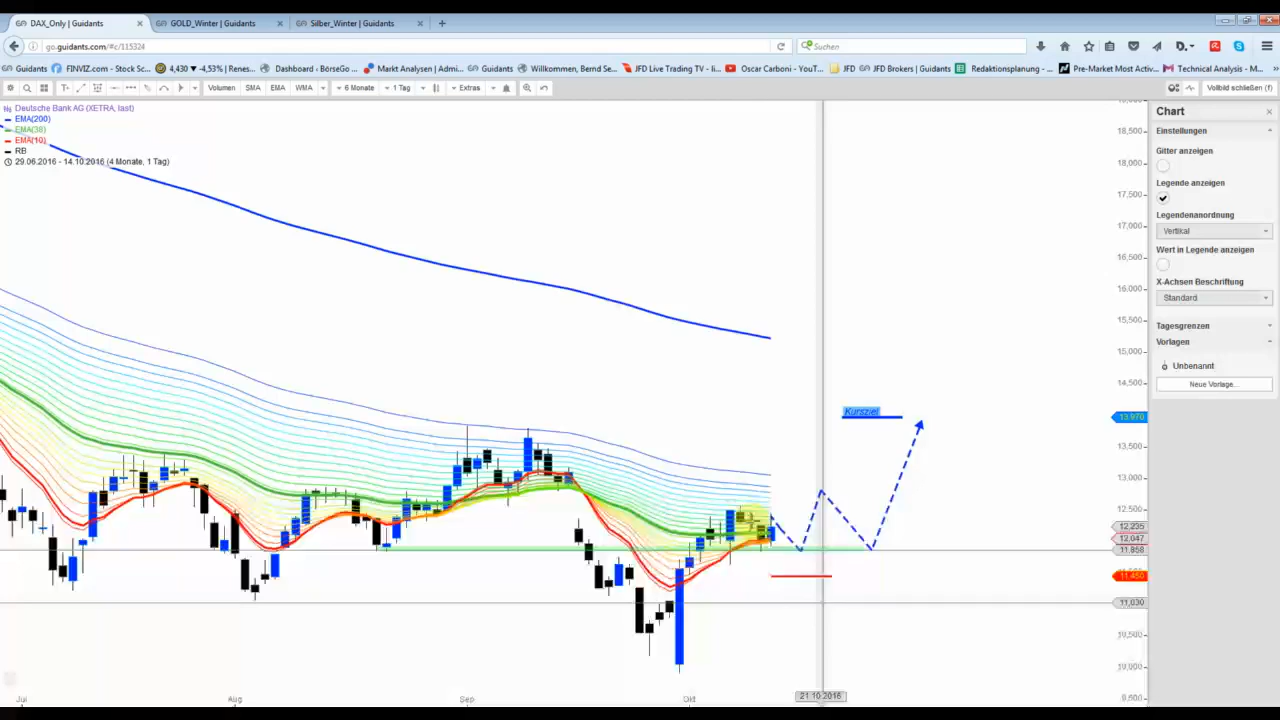 DAX_Only | Guidants
GOLD_Winter | Guidants
Silber_Winter | Guidants
go.guidants.com/#c/115324
Suchen
Guidants
FINVIZ.com - Stock Sc...
4,430 ▼ -4,53% | Renes...
Dashboard - BörseGo ...
Markt Analysen | Admi...
Guidants
Willkommen, Bernd Se...
JFD Live Trading TV - li...
Oscar Carboni - YouT...
JFD
JFD Brokers | Guidants
Redaktionsplanung - ...
Pre-Market Most Activ...
Technical Analysis - M...
Volumen
SMA
EMA
WMA
6 Monate
1 Tag
Extras
Vollbild schließen (f)
Deutsche Bank AG (XETRA, last)
EMA(200)
EMA(38)
EMA(10)
RB
29.06.2016 - 14.10.2016 (4 Monate, 1 Tag)
Chart
Einstellungen
Gitter anzeigen
Legende anzeigen
Legendenanordnung
Vertikal
Wert in Legende anzeigen
X-Achsen Beschriftung
Standard
Tagesgrenzen
Vorlagen
Unbenannt
Neue Vorlage...
18,500
18,000
17,500
17,000
16,500
16,000
15,500
15,000
14,500
Kursziel
13,970
13,500
13,000
12,500
12,235
12,047
11,858
11,450
11,030
10,500
10,000
9,500
Jul
Aug
Sep
Okt
21.10.2016